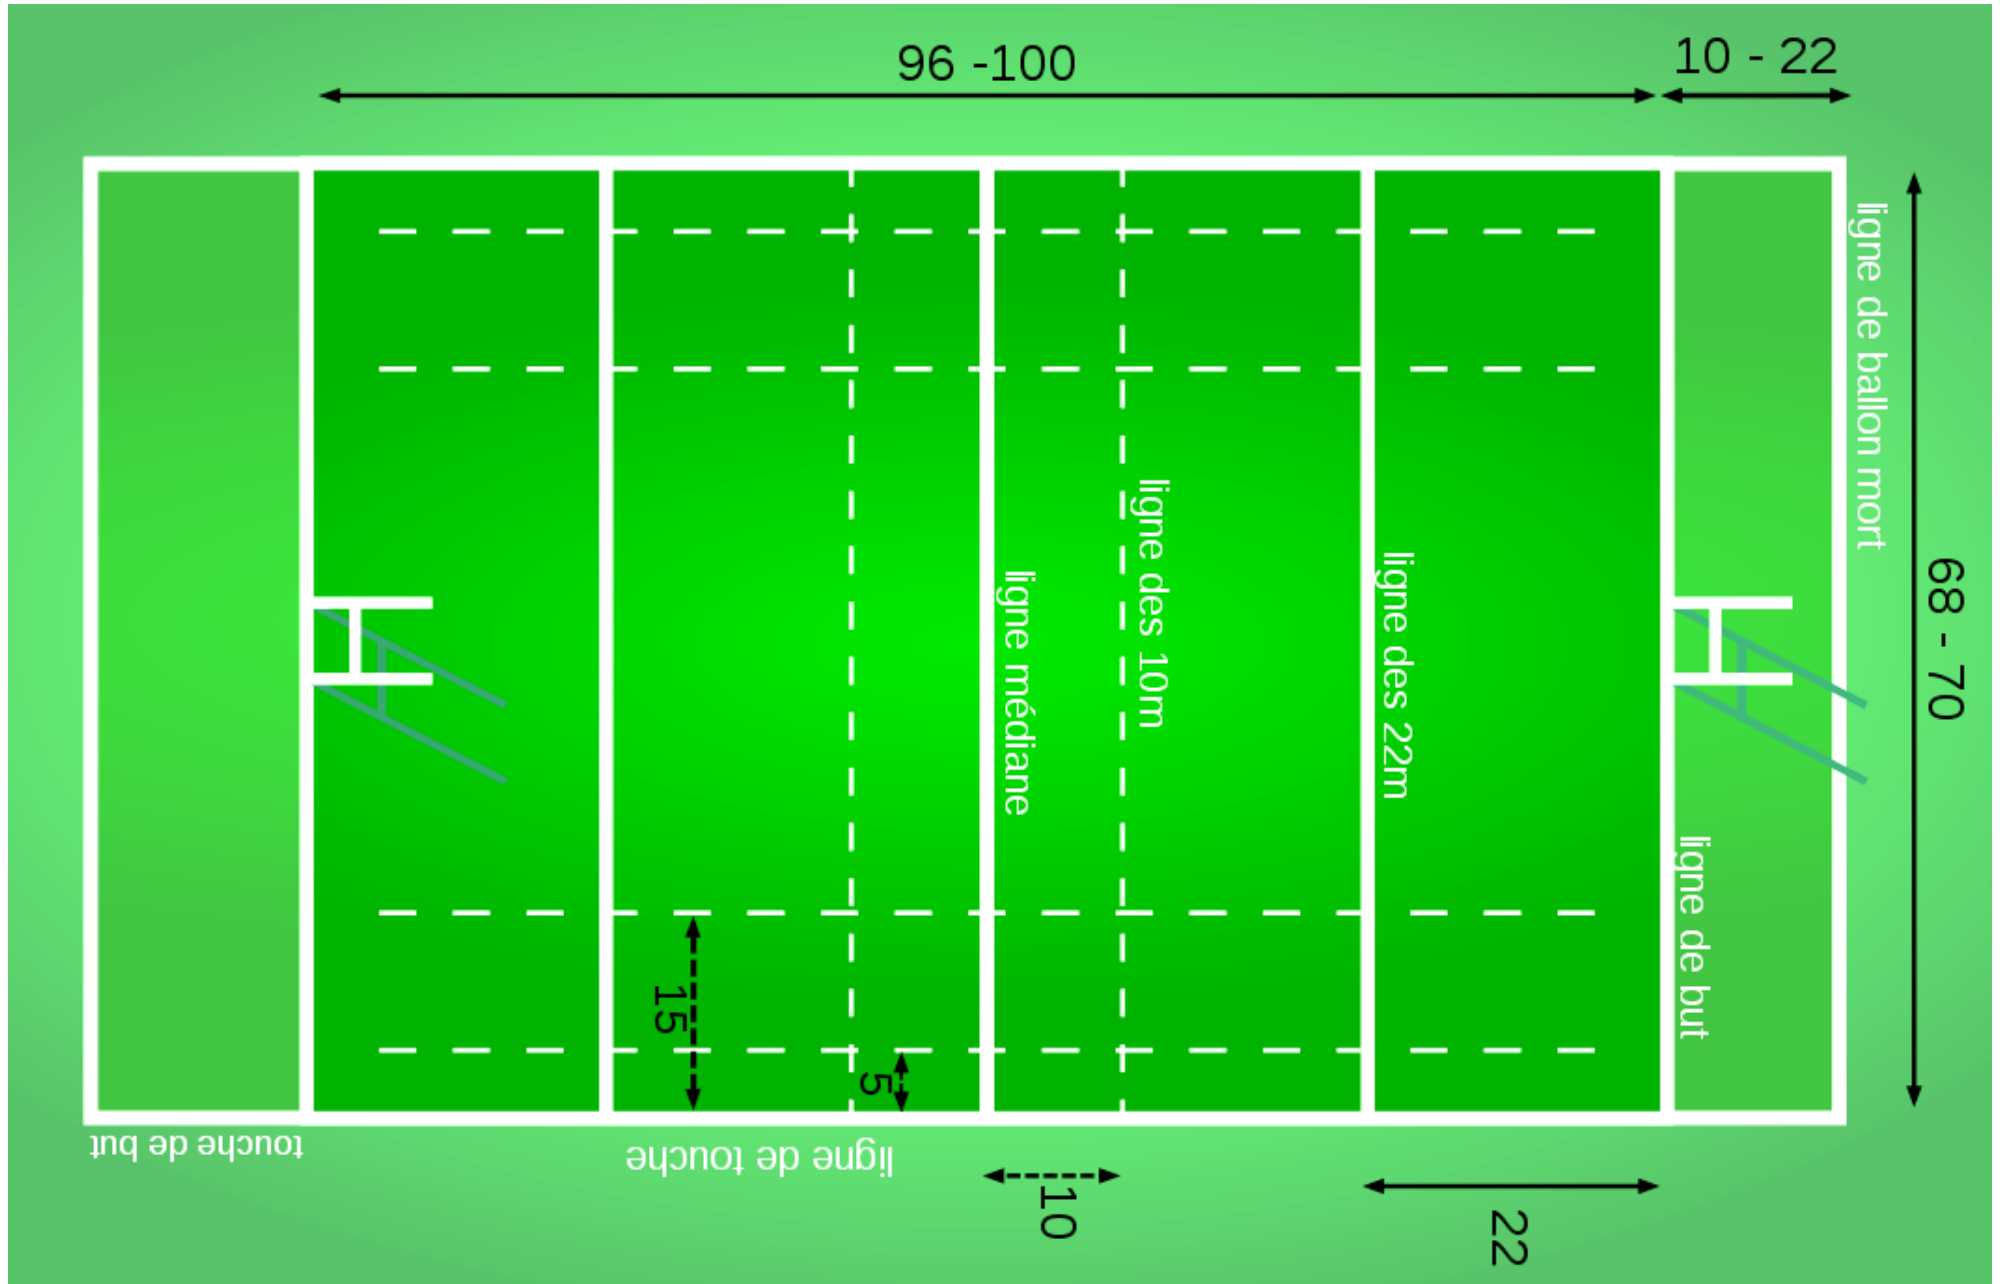 96 -100
10 - 22
ligne de ballon mort
68 - 70
ligne des 10m
ligne médiane
ligne des 22m
ligne de but
15
5
touche de but
ligne de touche
10
22